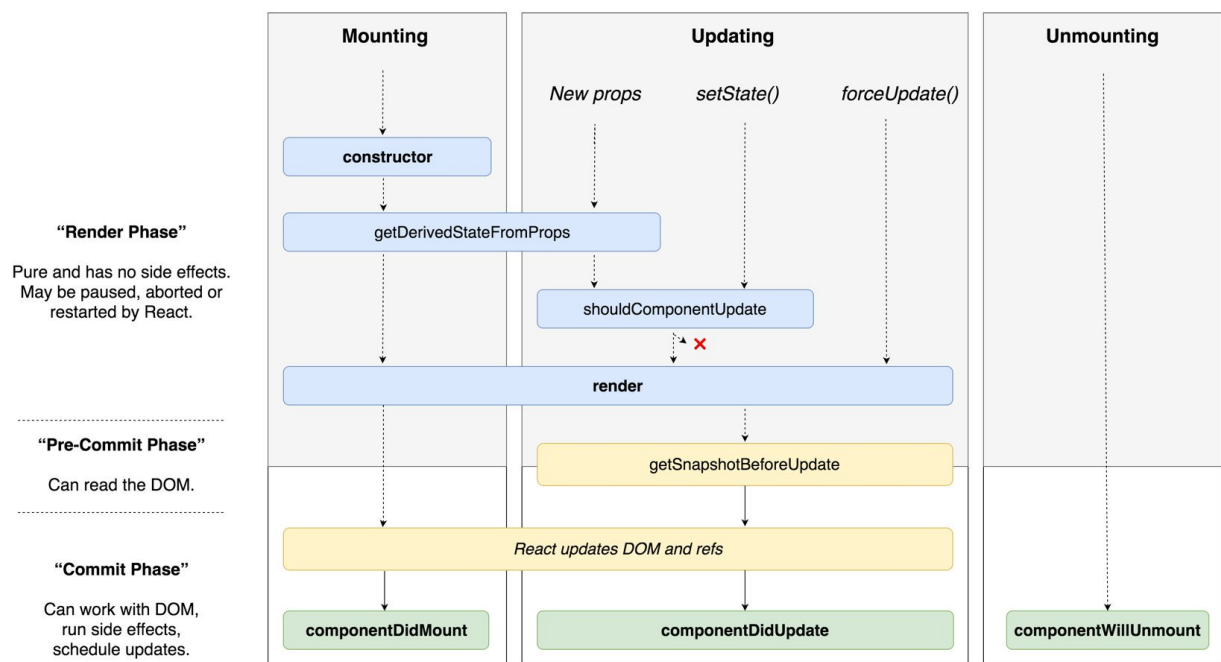 Mounting
Updating
Unmounting
New props
setState()
forceUpdate()
constructor
“Render Phase”
getDerivedStateFromProps
Pure and has no side effects.
May be paused, aborted or
restarted by React.
shouldComponentUpdate
render
“Pre-Commit Phase”
getSnapshotBeforeUpdate
Can read the DOM.
React updates DOM and refs
“Commit Phase”
Can work with DOM,
run side effects,
schedule updates.
componentDidMount
componentDidUpdate
componentWillUnmount